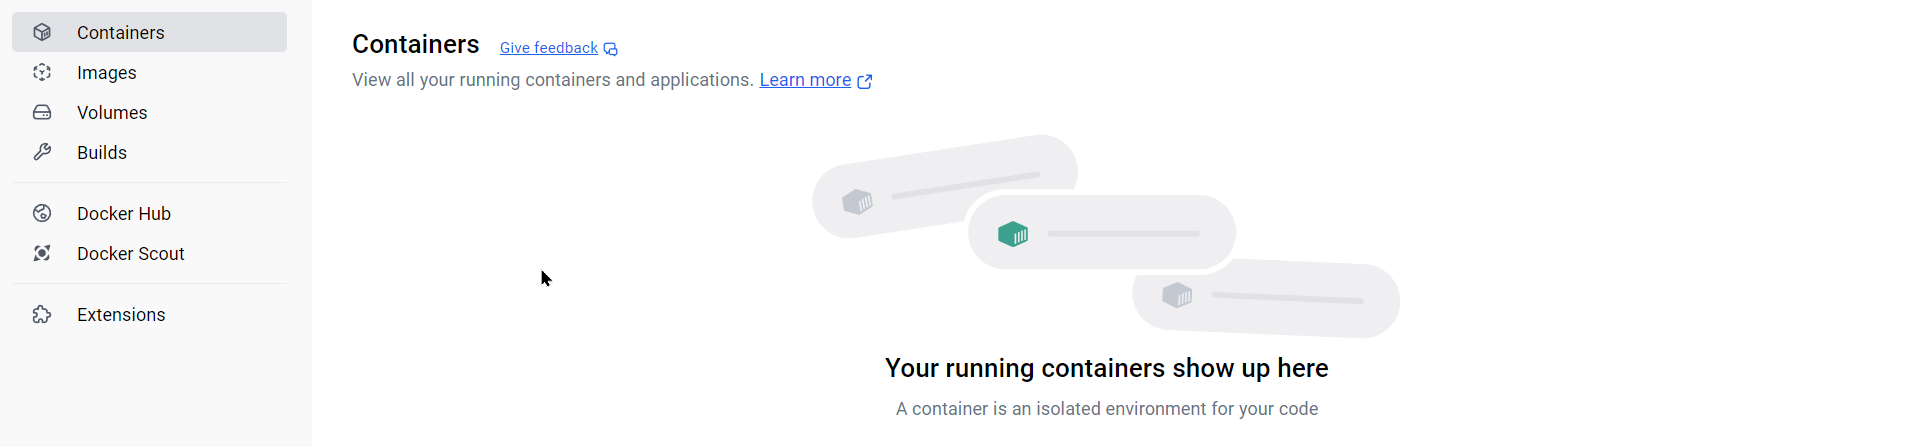 Containers
Images
Volumes
Builds
Docker Hub
Docker Scout
Extensions
Containers Give feedback
View all your running containers and applications. Learn more
Your running containers show up here
A container is an isolated environment for your code